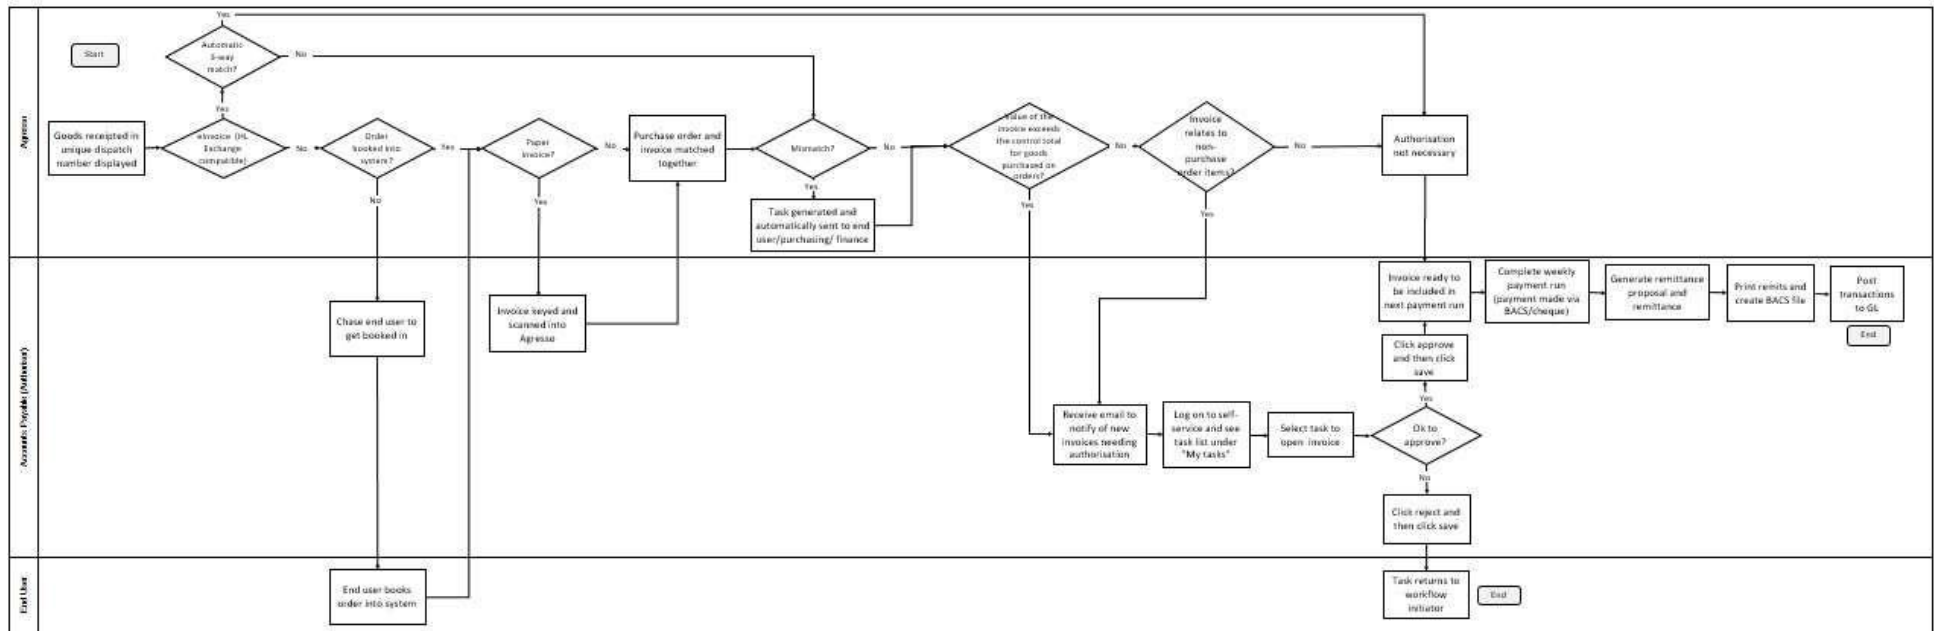 Agresso
Start
Yes
Automatic
3-way
match?
No
Yes
Goods receipted in
unique dispatch
number displayed
eInvoice (HL
Exchange
compatible)
No
Order
booked into
system?
Yes
No
Paper
invoice?
No
Yes
Purchase order and
invoice matched
together
Mismatch?
No
Yes
Task generated and
automatically sent to end
user/purchasing/ finance
Value of the
invoice exceeds
the control total
for goods
purchased on
orders?
No
Yes
Invoice
relates to
non-
purchase
order items?
No
Yes
Authorisation
not necessary
Accounts Payable (Authoriser)
Chase end user to
get booked in
Invoice keyed and
scanned into
Agresso
Receive email to
notify of new
invoices needing
authorisation
Log on to self-
service and see
task list under
"My tasks"
Select task to
open invoice
Ok to
approve?
Yes
Click approve
and then click
save
Invoice ready to
be included in
next payment run
Complete weekly
payment run
(payment made via
BACS/cheque)
Generate remittance
proposal and
remittance
Print remits and
create BACS file
Post
transactions
to GL
End
No
Click reject and
then click save
End User
End user books
order into system
Task returns to
workflow
initiator
End